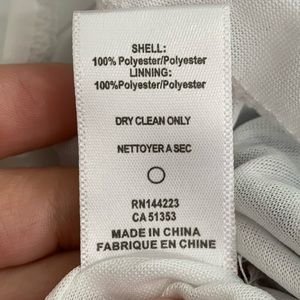 SHELL:
100% Polyester/Polyester
LINNING:
100%Polyester/Polyester
DRY CLEAN ONLY
NETTOYER A SEC
RN144223
CA 51353
MADE IN CHINA
FABRIQUE EN CHINE